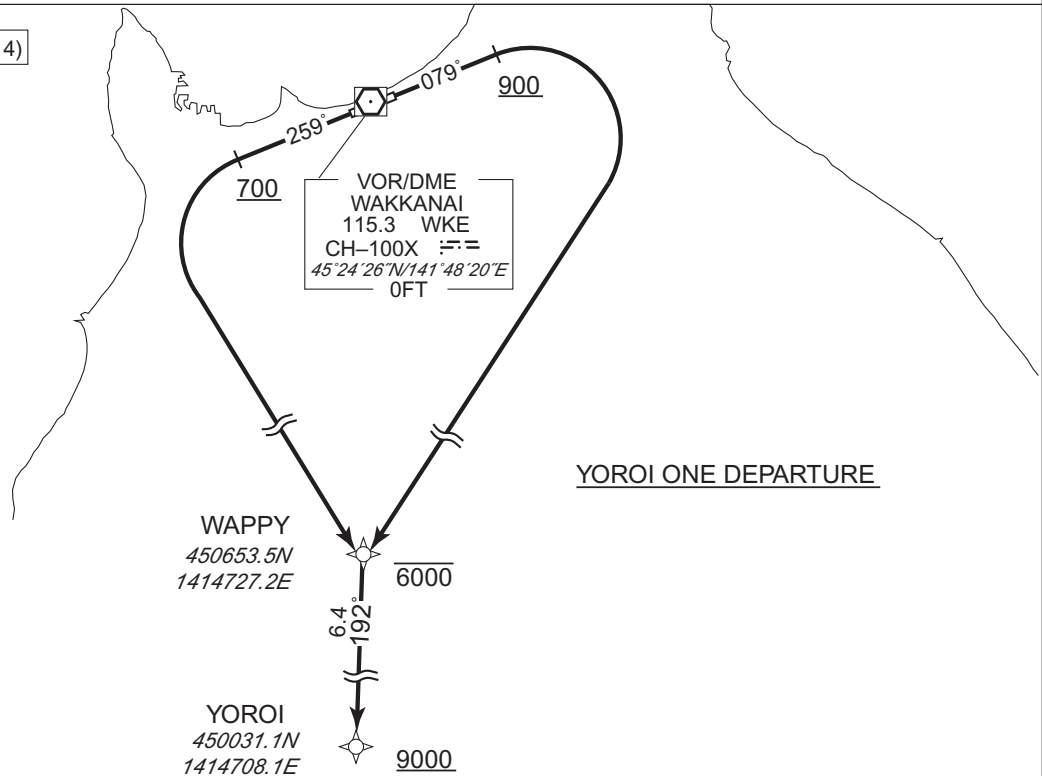 4)
079°
900
259°
700
VOR/DME
WAKKANAI
115.3 WKE
CH–100X
45°24´26˝N/141°48´20˝E
0FT
YOROI ONE DEPARTURE
WAPPY
450653.5N
1414727.2E
6000
6.4
192°
YOROI
450031.1N
1414708.1E
9000